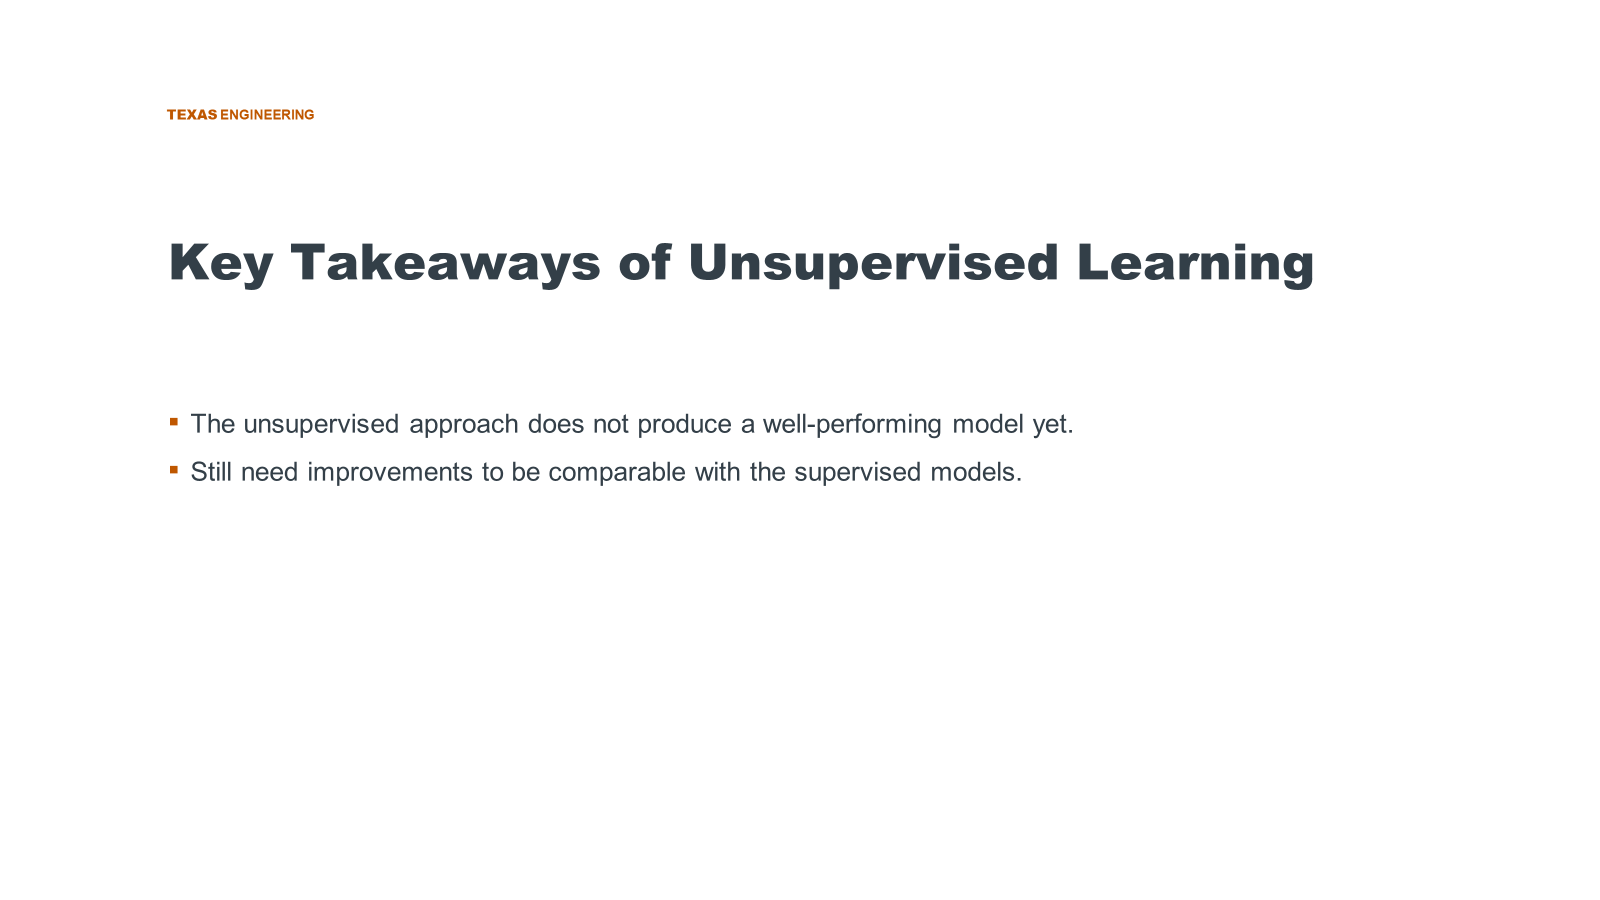 TEXAS ENGINEERING
Key Takeaways of Unsupervised Learning
▪ The unsupervised approach does not produce a well-performing model yet.
▪ Still need improvements to be comparable with the supervised models.